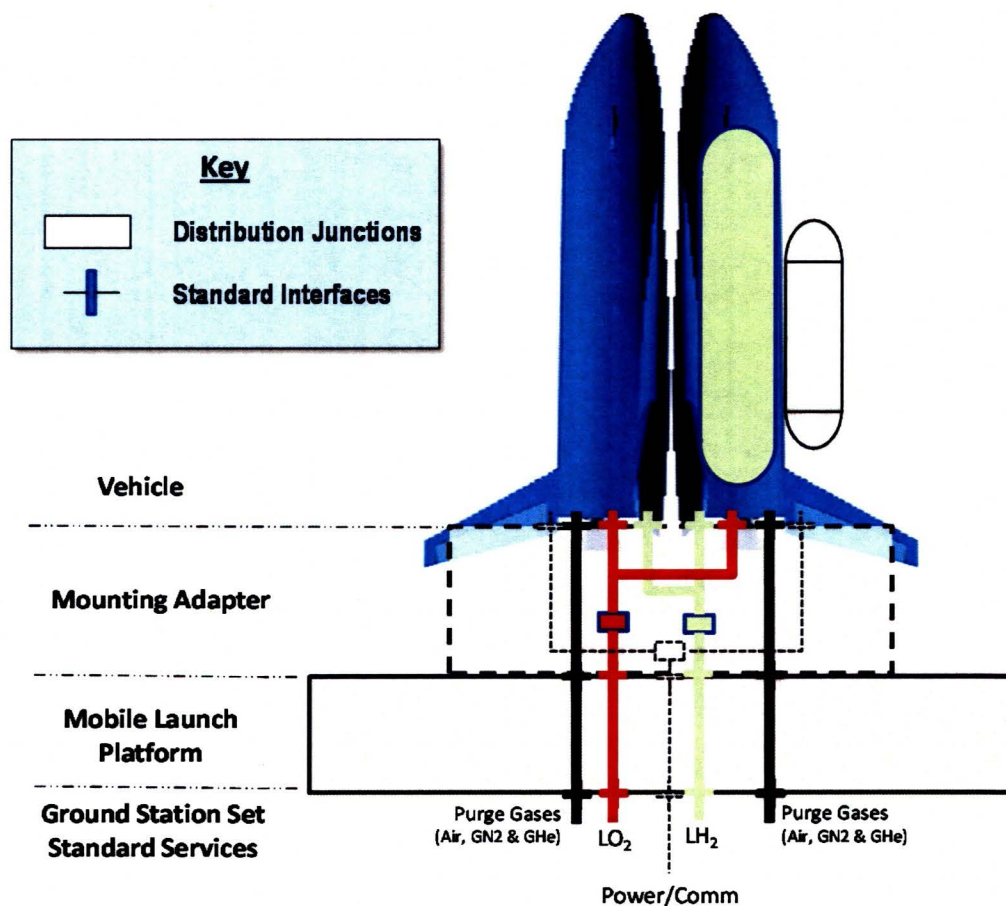 Key
Distribution Junctions
Standard Interfaces
Vehicle
Mounting Adapter
Mobile Launch
Platform
Ground Station Set
Standard Services
Purge Gases
(Air, GN2 & GHe)
LO₂
LH₂
Purge Gases
(Air, GN2 & GHe)
Power/Comm